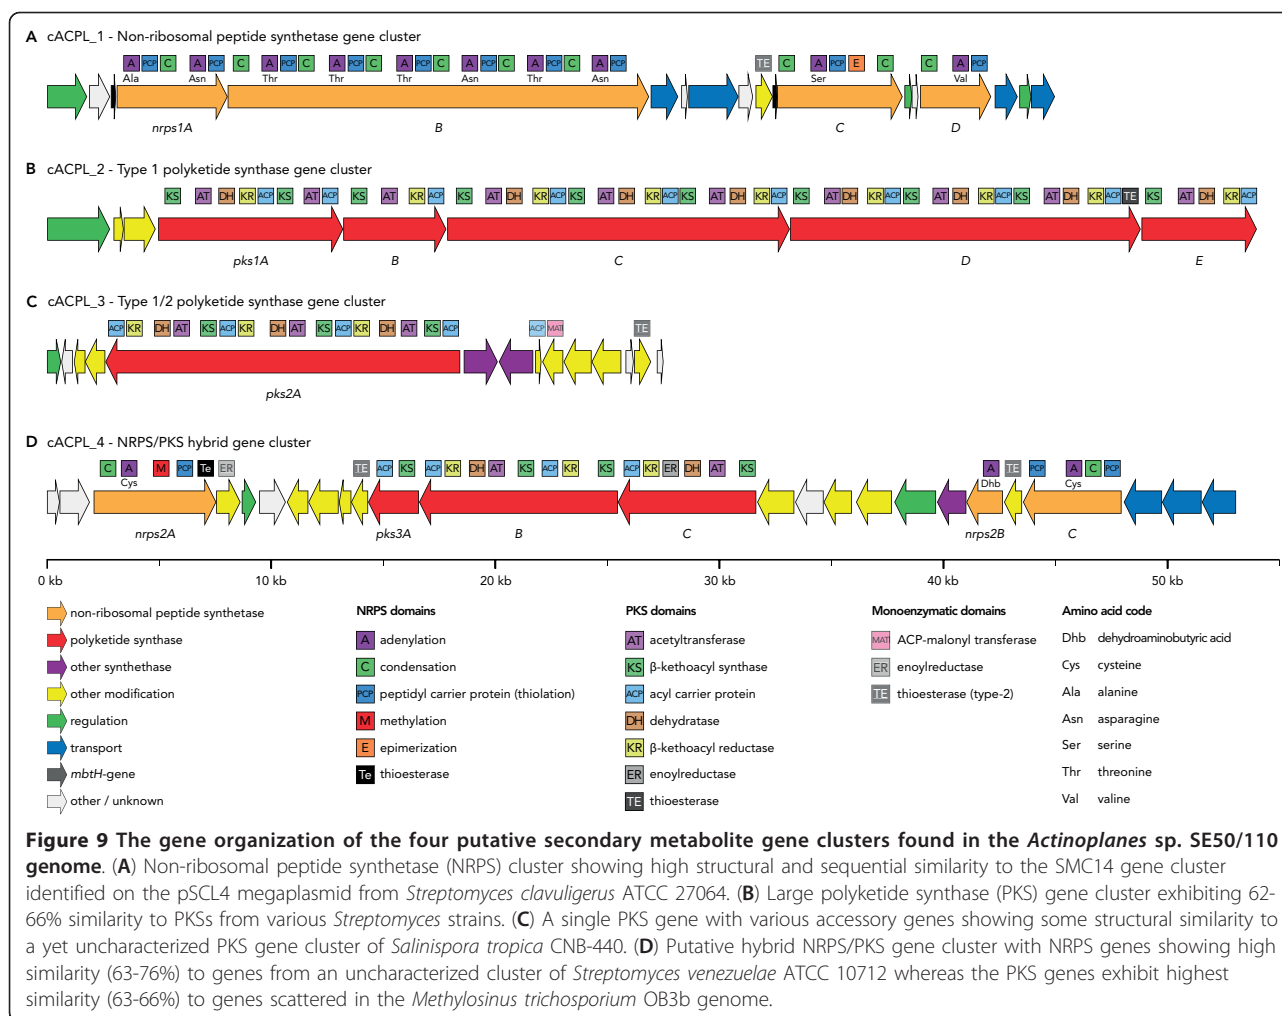 A cACPL_1 - Non-ribosomal peptide synthetase gene cluster
A PCP C A PCP C A PCP C A PCP C A PCP C A PCP C A PCP C A PCP TE C A PCP E C C A PCP
Ala Asn Thr Thr Thr Asn Thr Asn Ser Val
nrps1A B C D
B cACPL_2 - Type 1 polyketide synthase gene cluster
KS AT DH KR ACP KS AT ACP KS AT KR ACP KS AT DH KR ACP KS AT DH KR ACP KS AT DH KR ACP KS AT DH KR ACP KS AT DH KR ACP KS AT DH KR ACP TE KS AT DH KR ACP
pks1A B C D E
C cACPL_3 - Type 1/2 polyketide synthase gene cluster
ACP KR DH AT KS ACP KR DH AT KS ACP KR DH AT KS ACP ACP MAT TE
pks2A
D cACPL_4 - NRPS/PKS hybrid gene cluster
C A M PCP Te ER TE ACP KS ACP KR DH AT KS ACP KR KS ACP KR ER DH AT KS A TE PCP A C PCP
Cys Dhb Cys
nrps2A pks3A B C nrps2B C
0 kb 10 kb 20 kb 30 kb 40 kb 50 kb
non-ribosomal peptide synthetase
polyketide synthase
other synthethase
other modification
regulation
transport
mbtH-gene
other / unknown
NRPS domains
A adenylation
C condensation
PCP peptidyl carrier protein (thiolation)
M methylation
E epimerization
Te thioesterase
PKS domains
AT acetyltransferase
KS β-kethoacyl synthase
ACP acyl carrier protein
DH dehydratase
KR β-kethoacyl reductase
ER enoylreductase
TE thioesterase
Monoenzymatic domains
MAT ACP-malonyl transferase
ER enoylreductase
TE thioesterase (type-2)
Amino acid code
Dhb dehydroaminobutyric acid
Cys cysteine
Ala alanine
Asn asparagine
Ser serine
Thr threonine
Val valine
Figure 9 The gene organization of the four putative secondary metabolite gene clusters found in the Actinoplanes sp. SE50/110
genome. (A) Non-ribosomal peptide synthetase (NRPS) cluster showing high structural and sequential similarity to the SMC14 gene cluster
identified on the pSCL4 megaplasmid from Streptomyces clavuligerus ATCC 27064. (B) Large polyketide synthase (PKS) gene cluster exhibiting 62-
66% similarity to PKSs from various Streptomyces strains. (C) A single PKS gene with various accessory genes showing some structural similarity to
a yet uncharacterized PKS gene cluster of Salinispora tropica CNB-440. (D) Putative hybrid NRPS/PKS gene cluster with NRPS genes showing high
similarity (63-76%) to genes from an uncharacterized cluster of Streptomyces venezuelae ATCC 10712 whereas the PKS genes exhibit highest
similarity (63-66%) to genes scattered in the Methylosinus trichosporium OB3b genome.